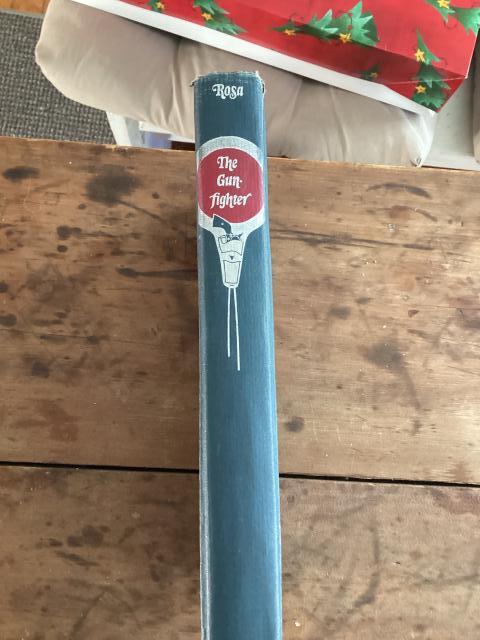 Rosa
The
Gun-
fighter